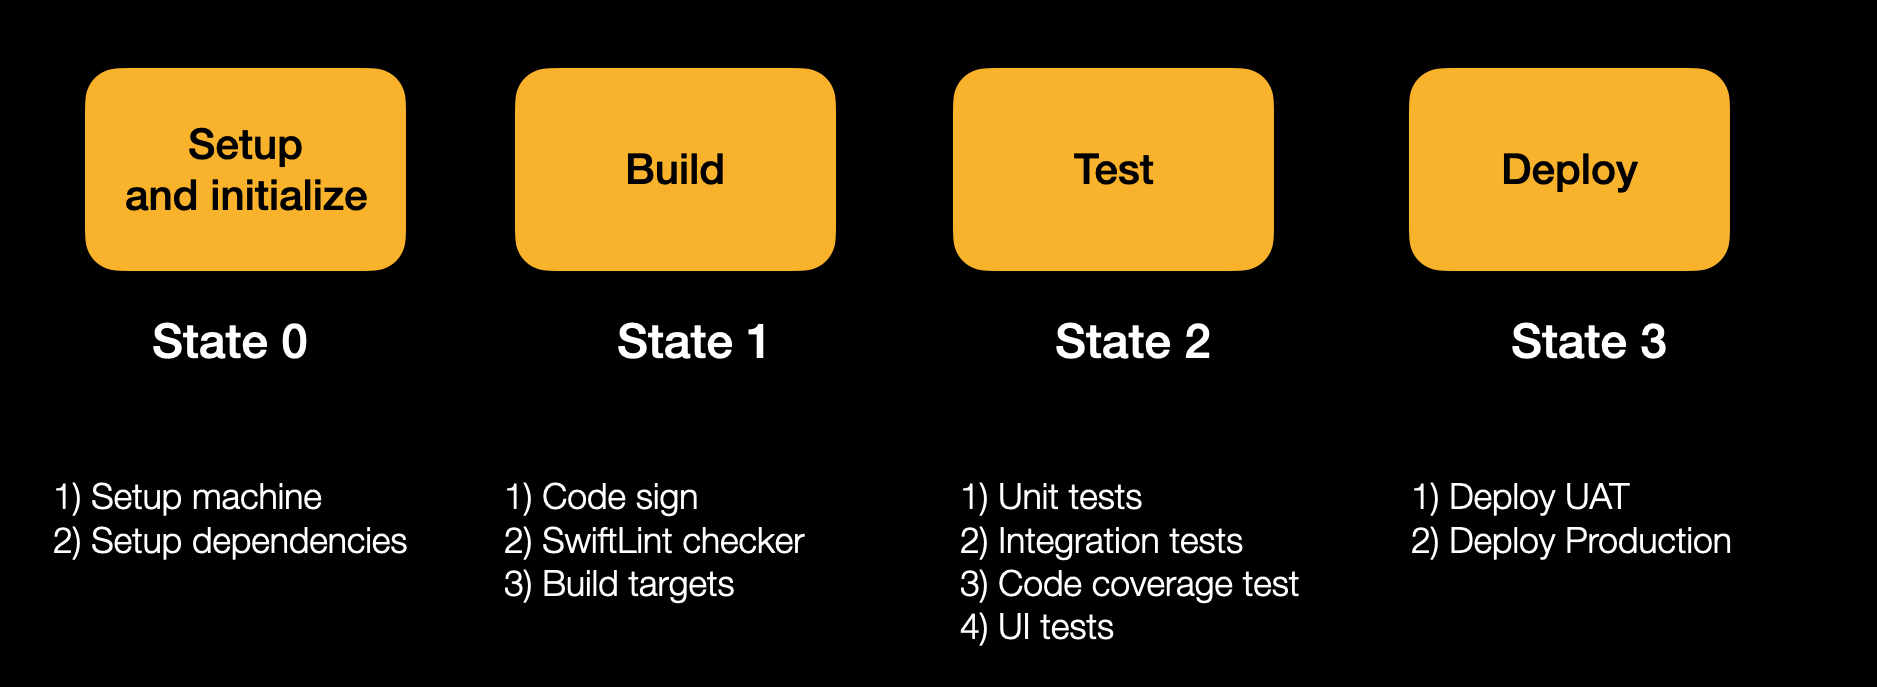 Setup
and initialize
Build
Test
Deploy
State 0
State 1
State 2
State 3
1) Setup machine
2) Setup dependencies
1) Code sign
2) SwiftLint checker
3) Build targets
1) Unit tests
2) Integration tests
3) Code coverage test
4) UI tests
1) Deploy UAT
2) Deploy Production